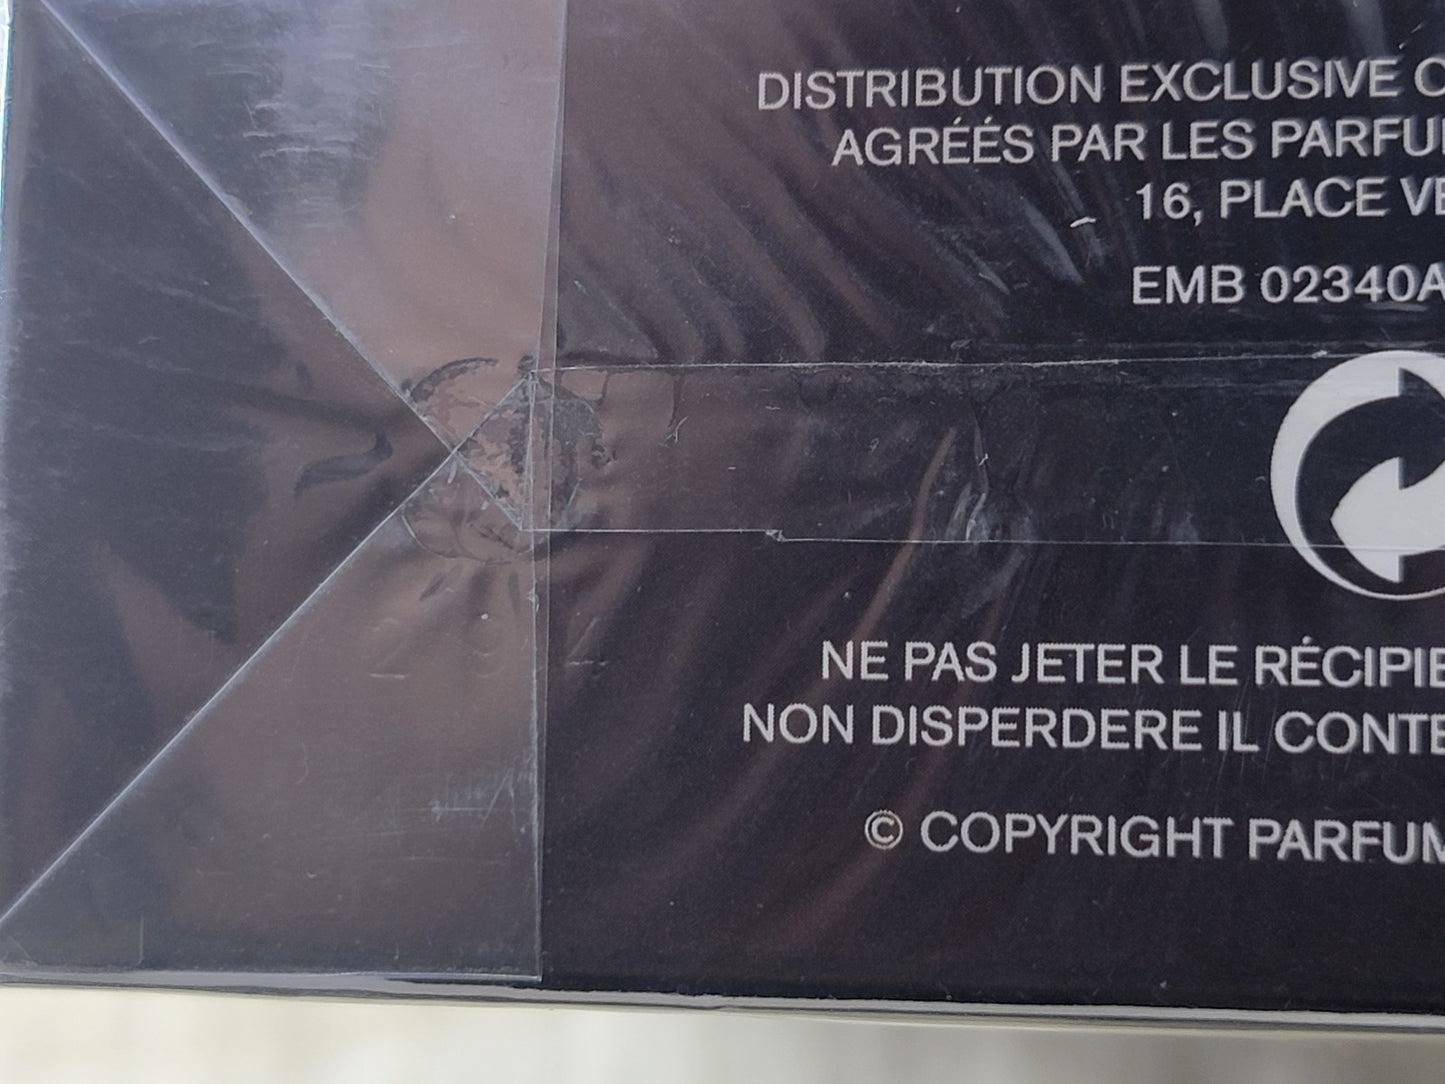 DISTRIBUTION EXCLUSIVE
AGRÉÉS PAR LES
16, PLACE
EMB 02340A
NE PAS JETER LE
NON DISPERDERE IL
© COPYRIGHT